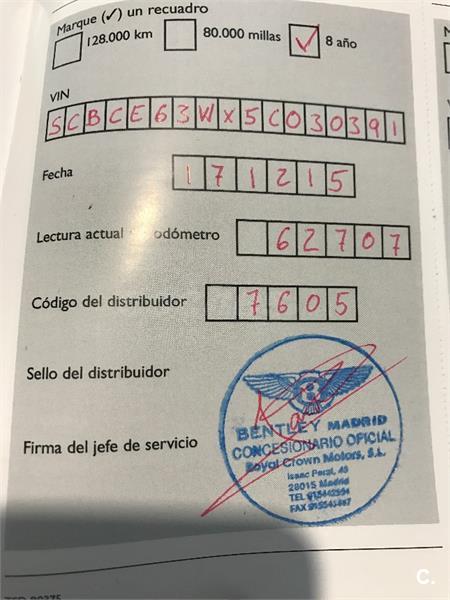 Marque (✓) un recuadro
128.000 km 80.000 millas ✓ 8 año
VIN
SCBCE63WX5C030391
Fecha
171215
Lectura actual odómetro 62707
Código del distribuidor 7605
Sello del distribuidor
B
BENTLEY MADRID
CONCESIONARIO OFICIAL
Royal Crown Motors, S.L.
Isaac Peral, 
28015 Madrid
TEL
FAX
Firma del jefe de servicio
C.